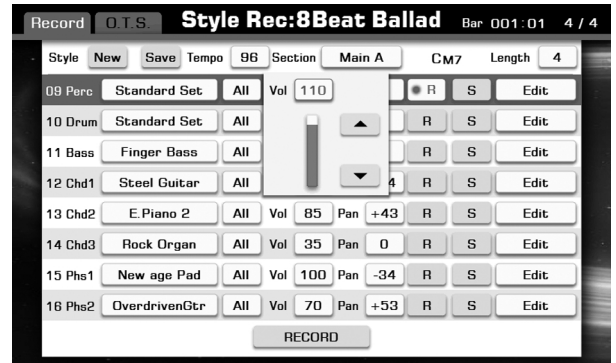 Record O.T.S. Style Rec:8Beat Ballad Bar 001:01 4/4
Style New Save Tempo 96 Section Main A CM7 Length 4
09 Perc Standard Set All Vol 110 R S Edit
10 Drum Standard Set All R S Edit
11 Bass Finger Bass All R S Edit
12 Chd1 Steel Guitar All 4 R S Edit
13 Chd2 E.Piano 2 All Vol 85 Pan +43 R S Edit
14 Chd3 Rock Organ All Vol 35 Pan 0 R S Edit
15 Phs1 New age Pad All Vol 100 Pan -34 R S Edit
16 Phs2 OverdrivenGtr All Vol 70 Pan +53 R S Edit
RECORD